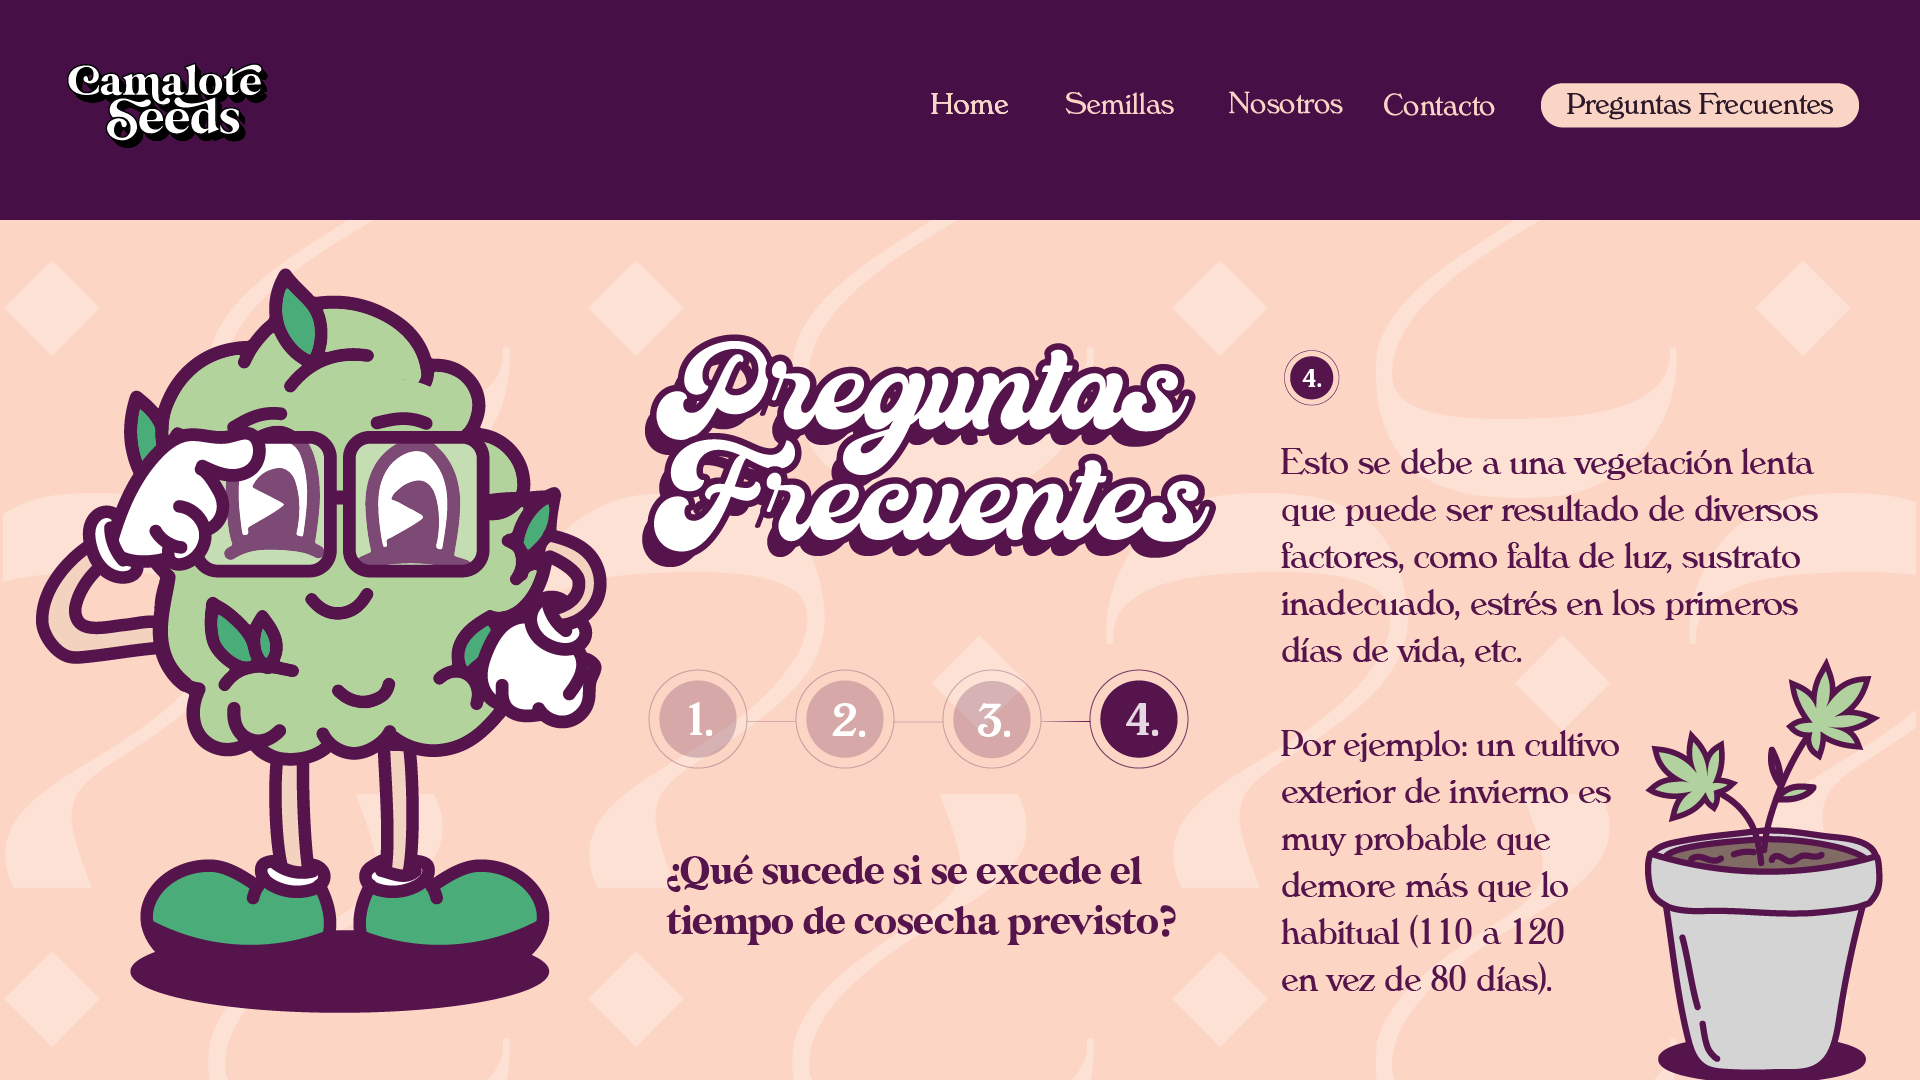 Camalote
Seeds
Home
Semillas
Nosotros
Contacto
Preguntas Frecuentes
Preguntas
Frecuentes
1.
2.
3.
4.
¿Qué sucede si se excede el
tiempo de cosecha previsto?
4.
Esto se debe a una vegetación lenta
que puede ser resultado de diversos
factores, como falta de luz, sustrato
inadecuado, estrés en los primeros
días de vida, etc.
Por ejemplo: un cultivo
exterior de invierno es
muy probable que
demore más que lo
habitual (110 a 120
en vez de 80 días).